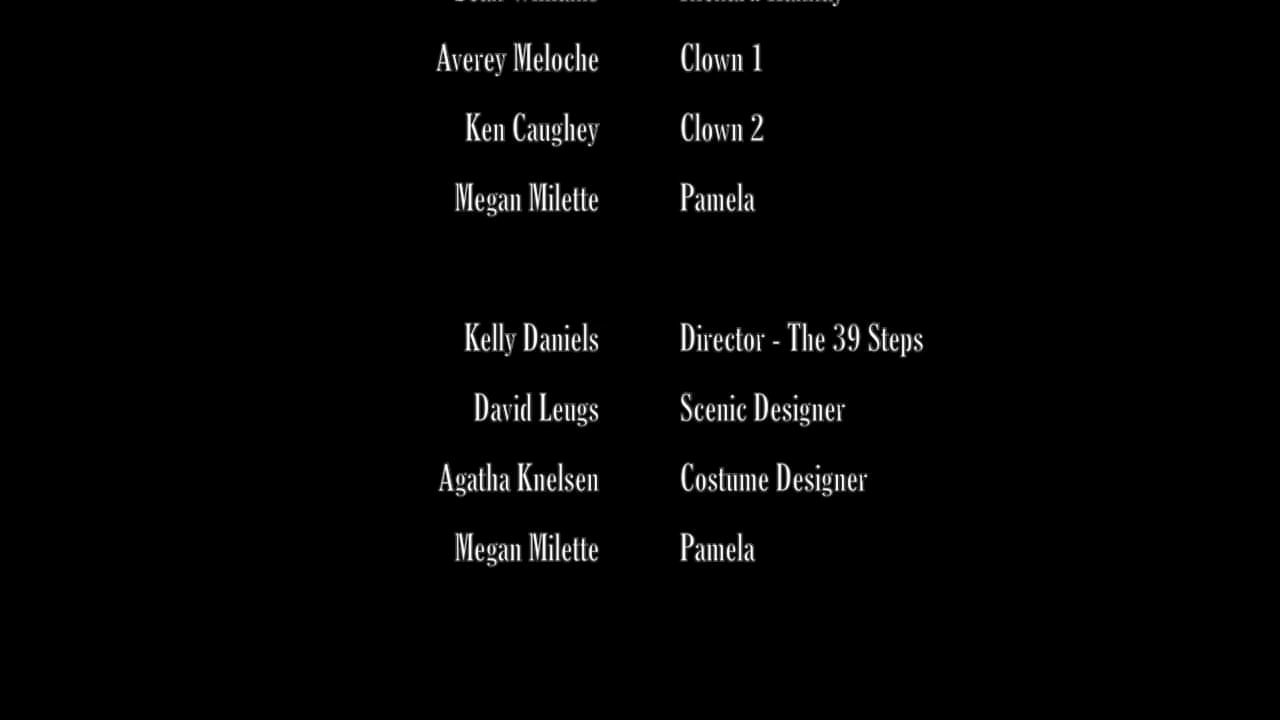 Averey Meloche Clown 1
Ken Caughey Clown 2
Megan Milette Pamela
Kelly Daniels Director - The 39 Steps
David Leugs Scenic Designer
Agatha Knelsen Costume Designer
Megan Milette Pamela